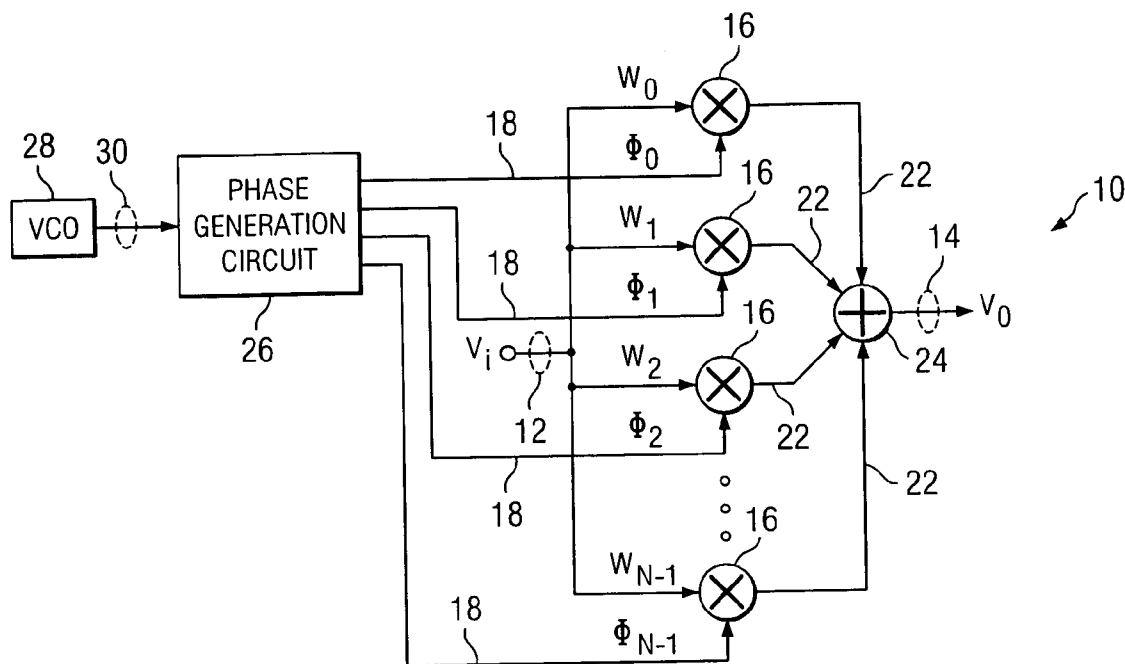 16
W0
28
30
18
Φ0
16
22
VCO
PHASE
GENERATION
CIRCUIT
W1
22
14
10
18
Φ1
V0
26
Vi
16
24
W2
12
Φ2
22
18
22
16
WN-1
18
ΦN-1